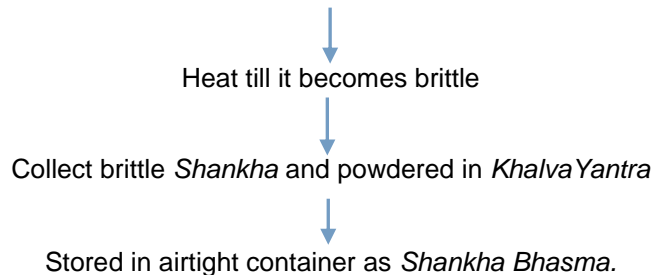 Heat till it becomes brittle
Collect brittle Shankha and powdered in KhalvaYantra
Stored in airtight container as Shankha Bhasma.